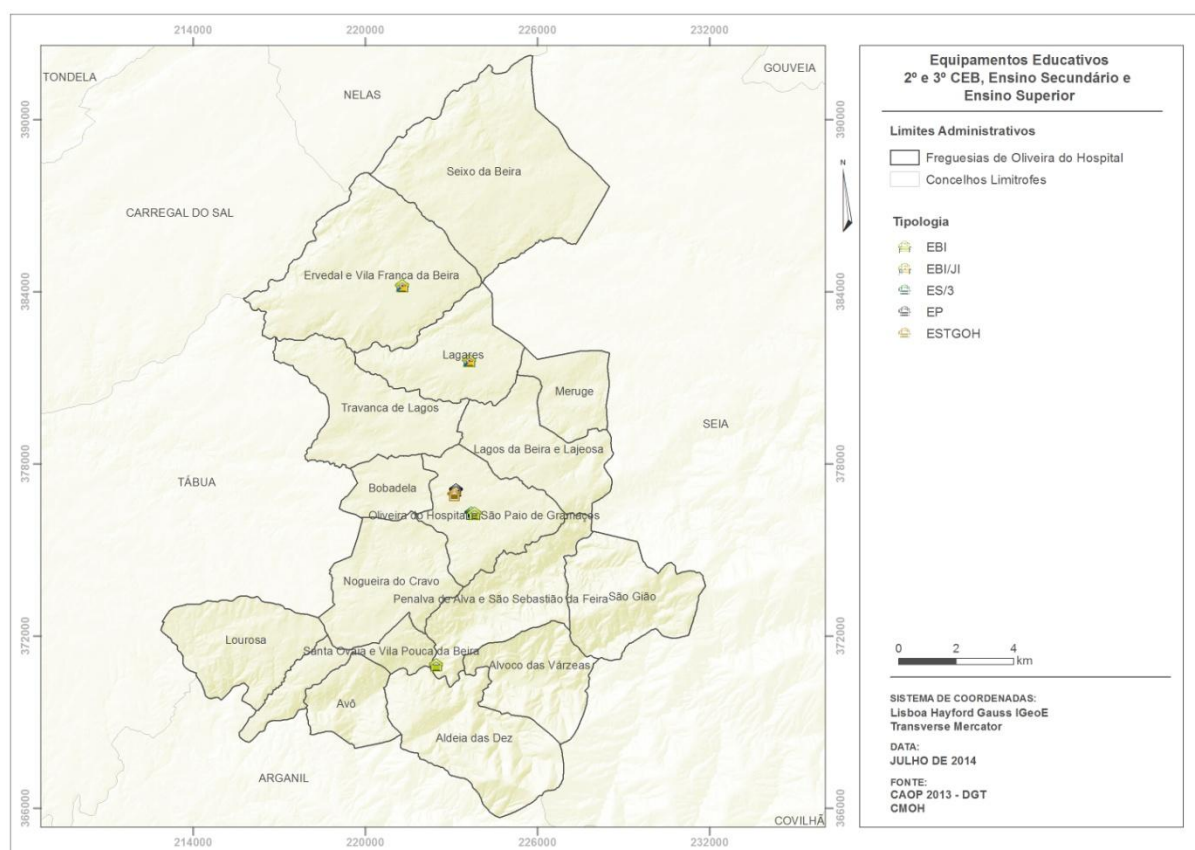 214000
220000
226000
232000
TONDELA
GOUVEIA
NELAS
390000
390000
Seixo da Beira
CARREGAL DO SAL
Ervedal e Vila Franca da Beira
384000
384000
Lagares
Meruge
Travanca de Lagos
SEIA
Lagos da Beira e Lajeosa
378000
378000
TÁBUA
Bobadela
Oliveira do Hospital e São Paio de Gramaços
Nogueira do Cravo
Penalva de Alva e São Sebastião da Feira
São Gião
372000
372000
Lourosa
Santa Ovaia e Vila Pouca da Beira
Alvoco das Várzeas
Avô
Aldeia das Dez
ARGANIL
366000
366000
COVILHÃ
214000
220000
226000
232000
Equipamentos Educativos
2º e 3º CEB, Ensino Secundário e
Ensino Superior
Limites Administrativos
Freguesias de Oliveira do Hospital
Concelhos Limitrofes
N
Tipologia
EBI
EBI/JI
ES/3
EP
ESTGOH
0 2 4
km
SISTEMA DE COORDENADAS:
Lisboa Hayford Gauss IGeoE
Transverse Mercator
DATA:
JULHO DE 2014
FONTE:
CAOP 2013 - DGT
CMOH